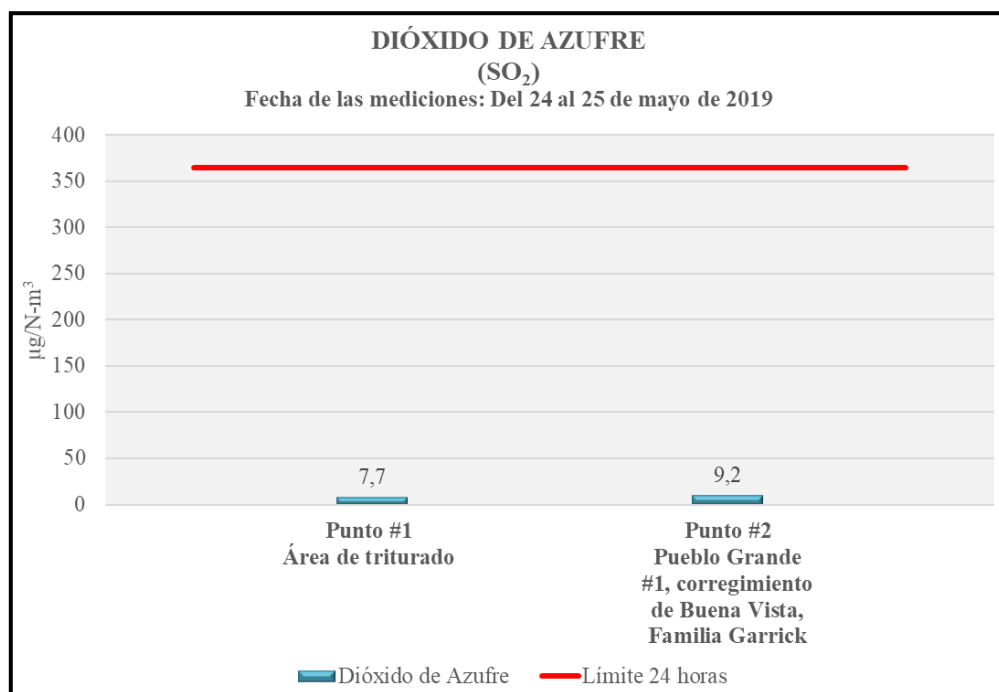 DIÓXIDO DE AZUFRE
(SO₂)
Fecha de las mediciones: Del 24 al 25 de mayo de 2019
400
350
300
250
200
150
100
50
0
µg/N-m³
7,7
9,2
Punto #1
Área de triturado
Punto #2
Pueblo Grande
#1, corregimiento
de Buena Vista,
Familia Garrick
Dióxido de Azufre
Límite 24 horas